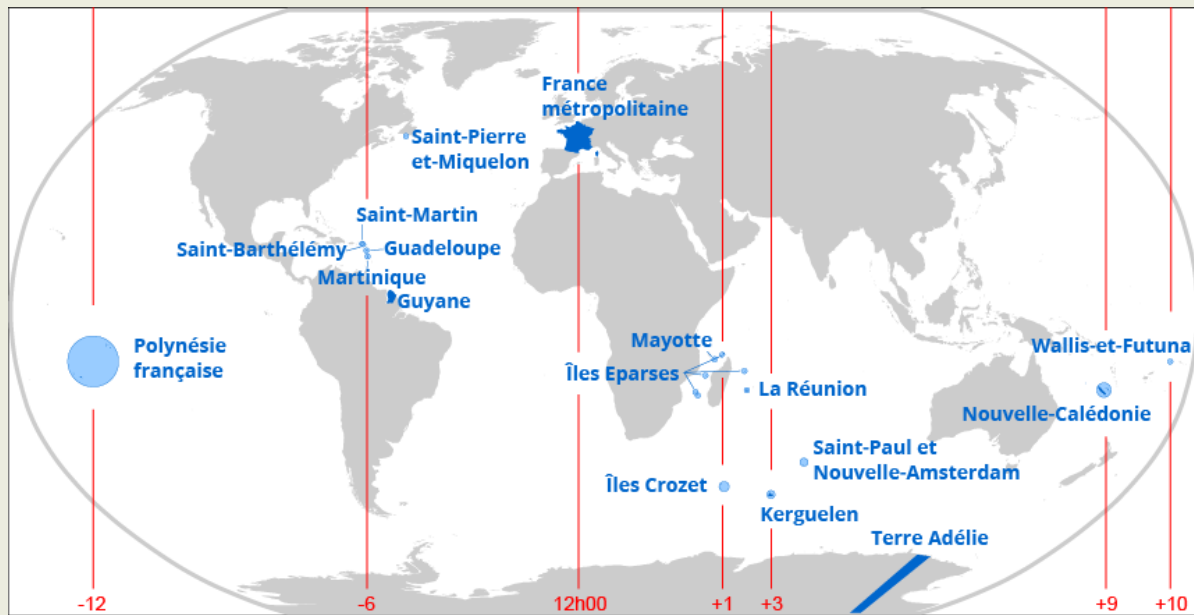 France
métropolitaine
Saint-Pierre
et-Miquelon
Saint-Martin
Saint-Barthélémy
Guadeloupe
Martinique
Guyane
Polynésie
française
Mayotte
Îles Eparses
La Réunion
Wallis-et-Futuna
Nouvelle-Calédonie
Saint-Paul et
Nouvelle-Amsterdam
Îles Crozet
Kerguelen
Terre Adélie
-12
-6
12h00
+1
+3
+9
+10